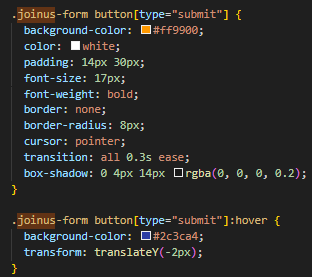 .joinus-form button[type="submit"] {
background-color: #ff9900;
color: white;
padding: 14px 30px;
font-size: 17px;
font-weight: bold;
border: none;
border-radius: 8px;
cursor: pointer;
transition: all 0.3s ease;
box-shadow: 0 4px 14px rgba(0, 0, 0, 0.2);
}
.joinus-form button[type="submit"]:hover {
background-color: #2c3ca4;
transform: translateY(-2px);
}